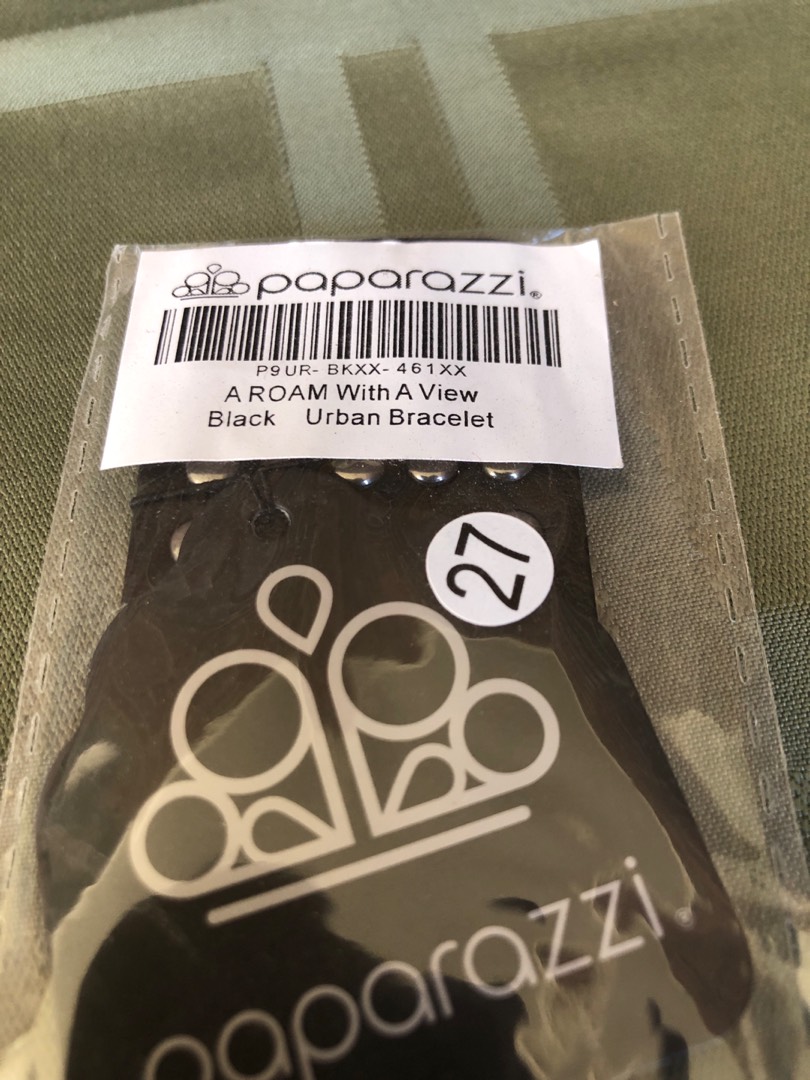 paparazzi®
P9UR-BKXX-461XX
A ROAM With A View
Black Urban Bracelet
27
paparazzi®